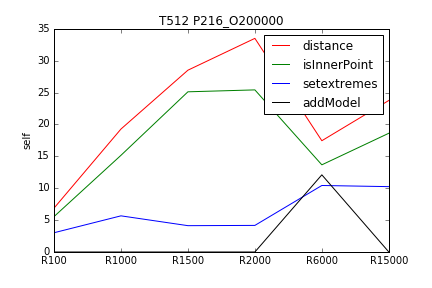 T512 P216_O200000
distance
isInnerPoint
setextremes
addModel
self
35
30
25
20
15
10
5
0
R100 R1000 R1500 R2000 R6000 R15000